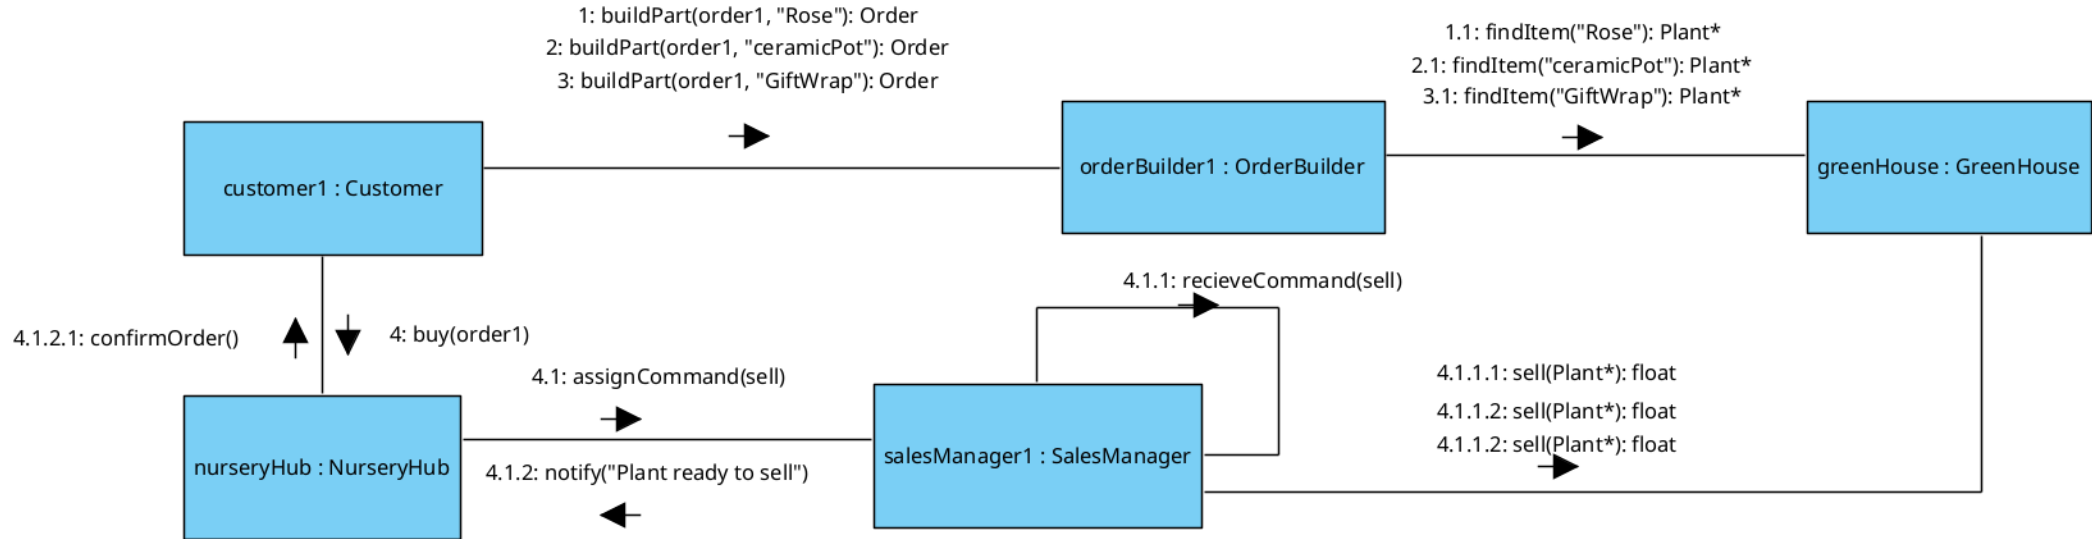 1: buildPart(order1, "Rose"): Order
2: buildPart(order1, "ceramicPot"): Order
3: buildPart(order1, "GiftWrap"): Order
1.1: findItem("Rose"): Plant*
2.1: findItem("ceramicPot"): Plant*
3.1: findItem("GiftWrap"): Plant*
customer1 : Customer
orderBuilder1 : OrderBuilder
greenHouse : GreenHouse
4.1.1: recieveCommand(sell)
4.1.2.1: confirmOrder()
4: buy(order1)
4.1: assignCommand(sell)
4.1.1.1: sell(Plant*): float
4.1.1.2: sell(Plant*): float
4.1.1.2: sell(Plant*): float
nurseryHub : NurseryHub
4.1.2: notify("Plant ready to sell")
salesManager1 : SalesManager